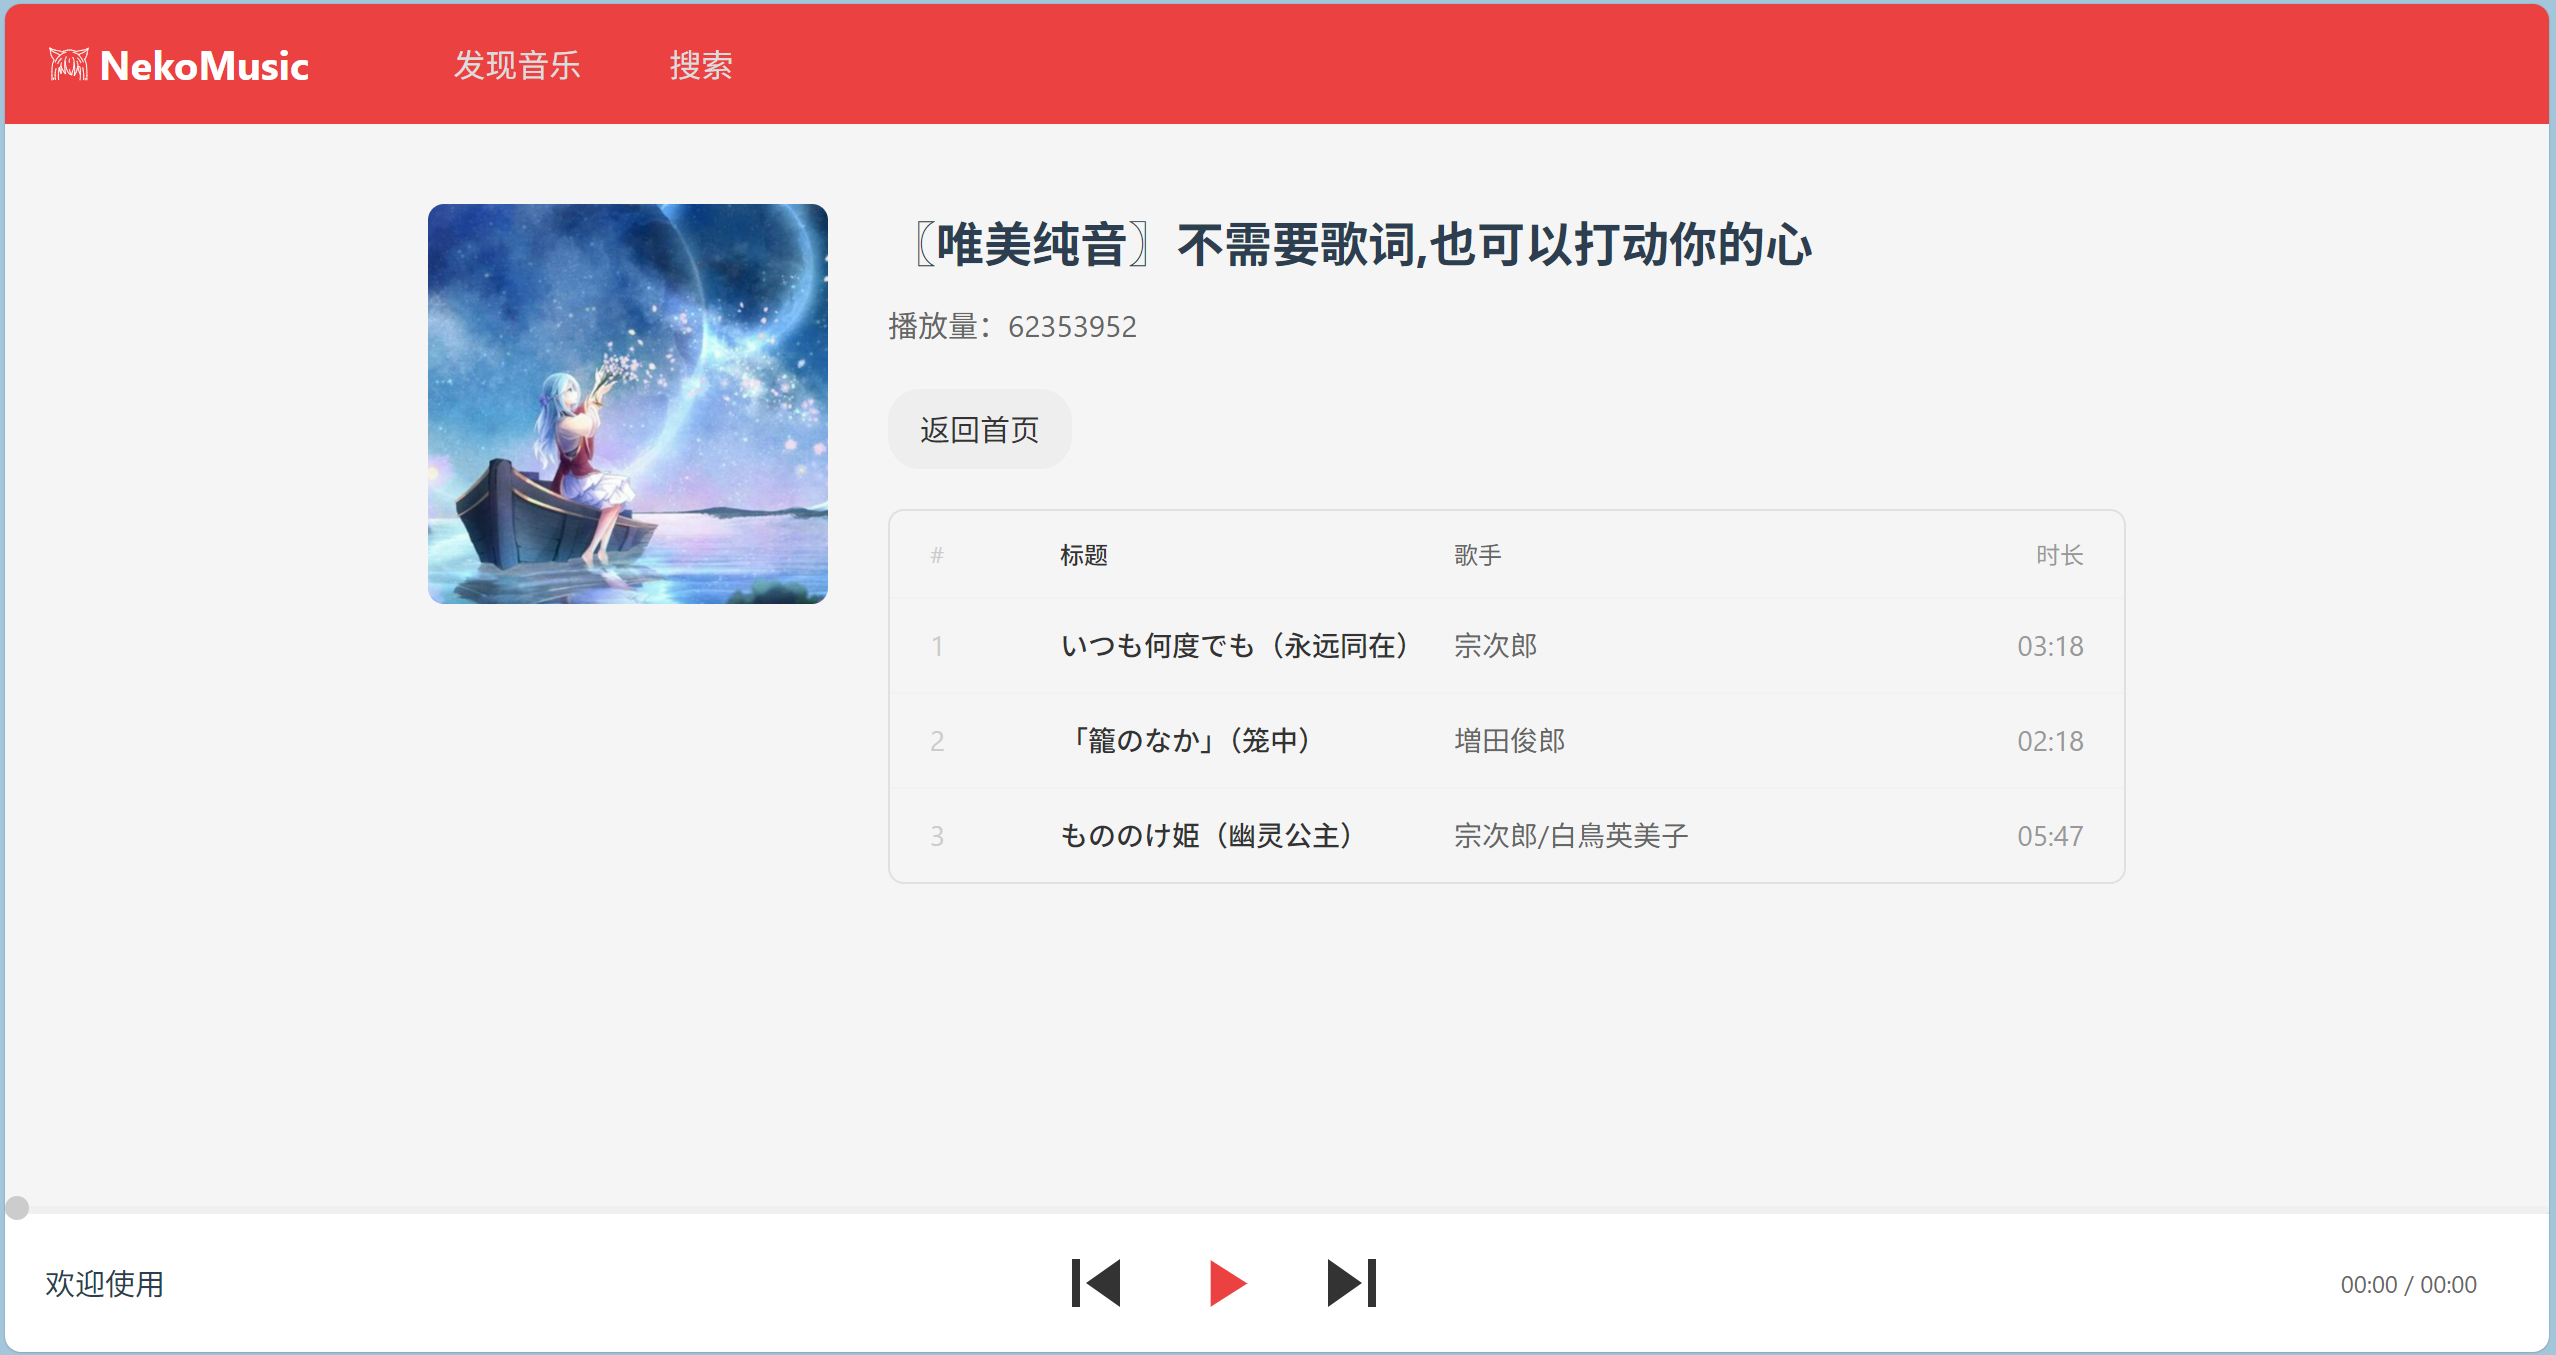 NekoMusic 发现音乐 搜索
〖唯美纯音〗不需要歌词,也可以打动你的心
播放量：62353952
返回首页
# 标题 歌手 时长
1 いつも何度でも（永远同在） 宗次郎 03:18
2 「籠のなか」（笼中） 増田俊郎 02:18
3 もののけ姫（幽灵公主） 宗次郎/白鳥英美子 05:47
欢迎使用 00:00 / 00:00